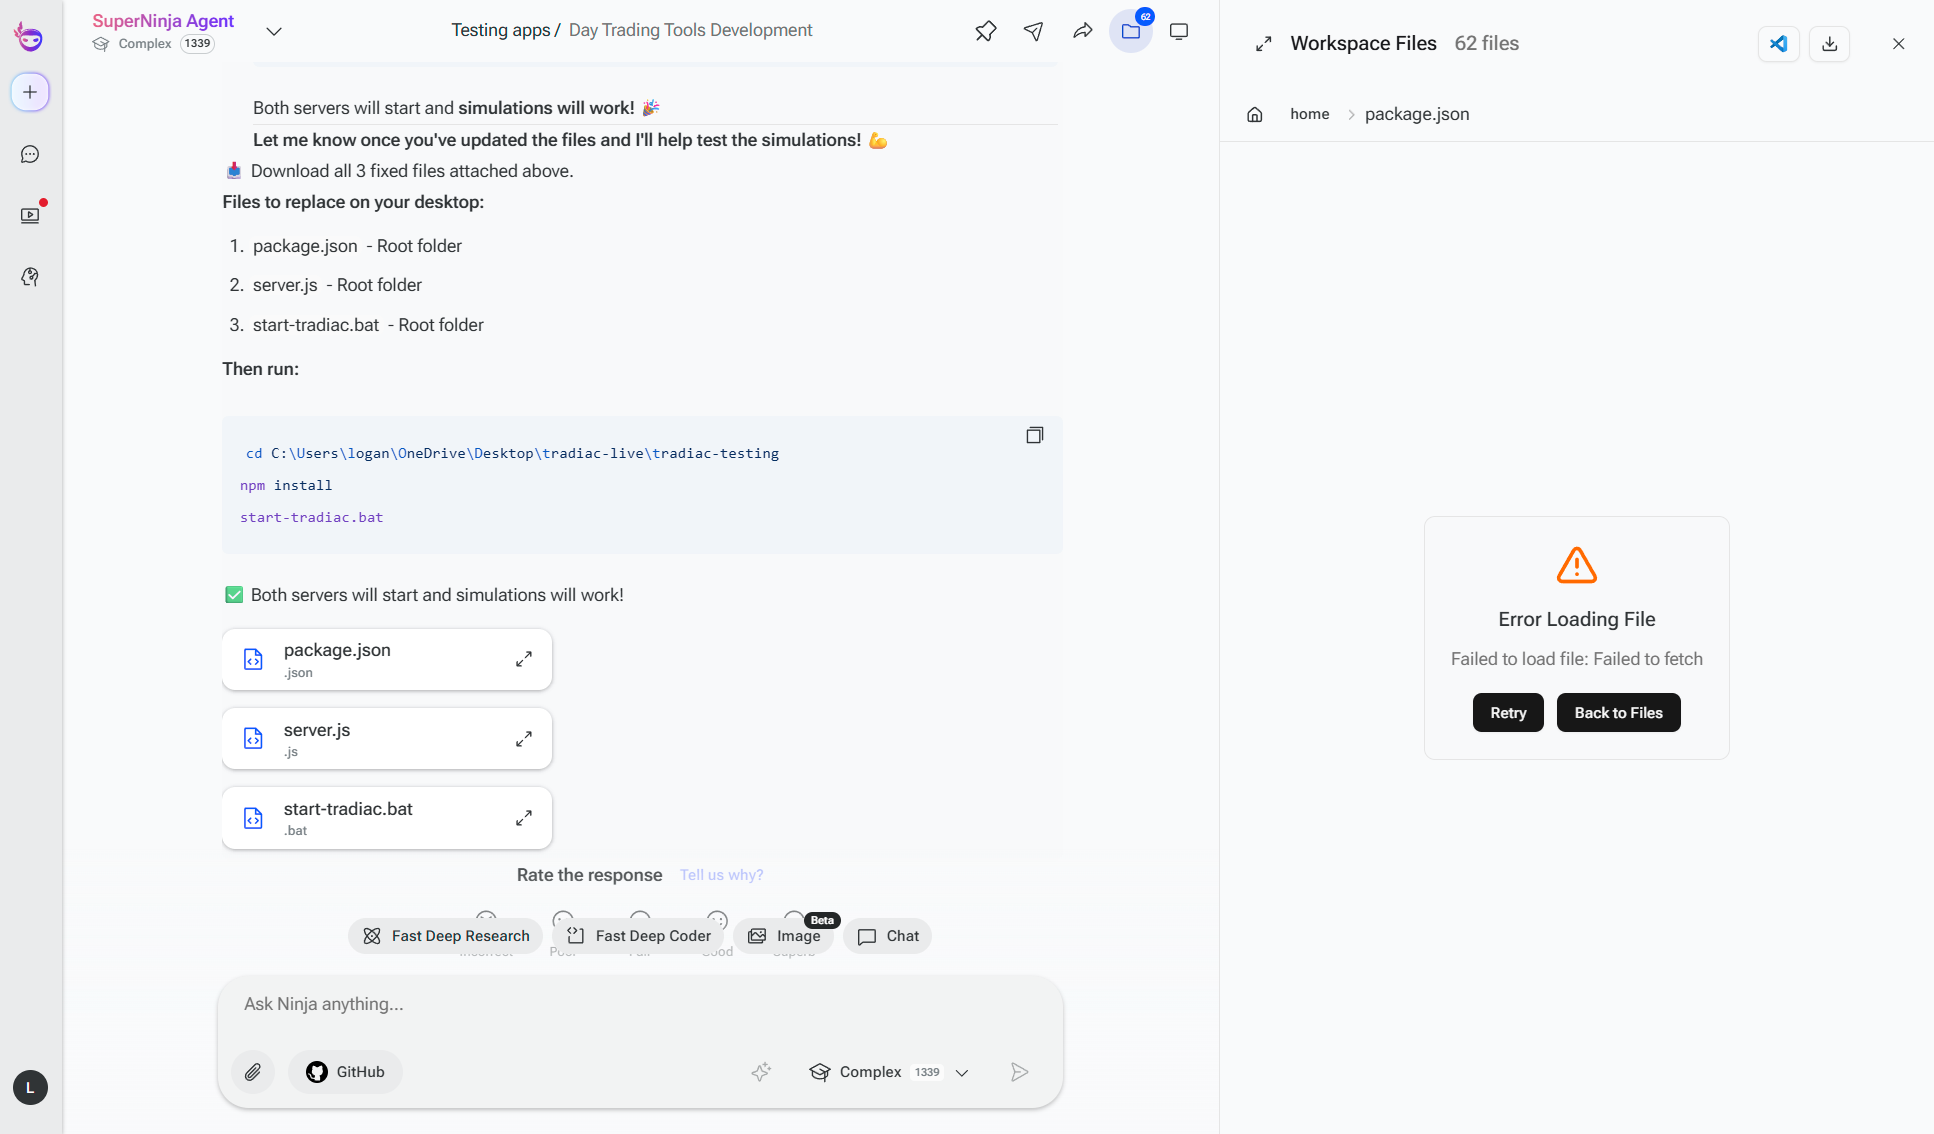 SuperNinja Agent
Complex 1339
Testing apps / Day Trading Tools Development
62
Both servers will start and simulations will work! 🎉
Let me know once you've updated the files and I'll help test the simulations! 💪
📥 Download all 3 fixed files attached above.
Files to replace on your desktop:
1. package.json - Root folder
2. server.js - Root folder
3. start-tradiac.bat - Root folder
Then run:
cd C:\Users\logan\OneDrive\Desktop\tradiac-live\tradiac-testing
npm install
start-tradiac.bat
✅ Both servers will start and simulations will work!
package.json
.json
server.js
.js
start-tradiac.bat
.bat
Rate the response Tell us why?
Beta
Fast Deep Research Fast Deep Coder Image Chat
Incorrect Poor Fair Good Superb
Ask Ninja anything...
GitHub Complex 1339
L
Workspace Files 62 files
home > package.json
Error Loading File
Failed to load file: Failed to fetch
Retry Back to Files